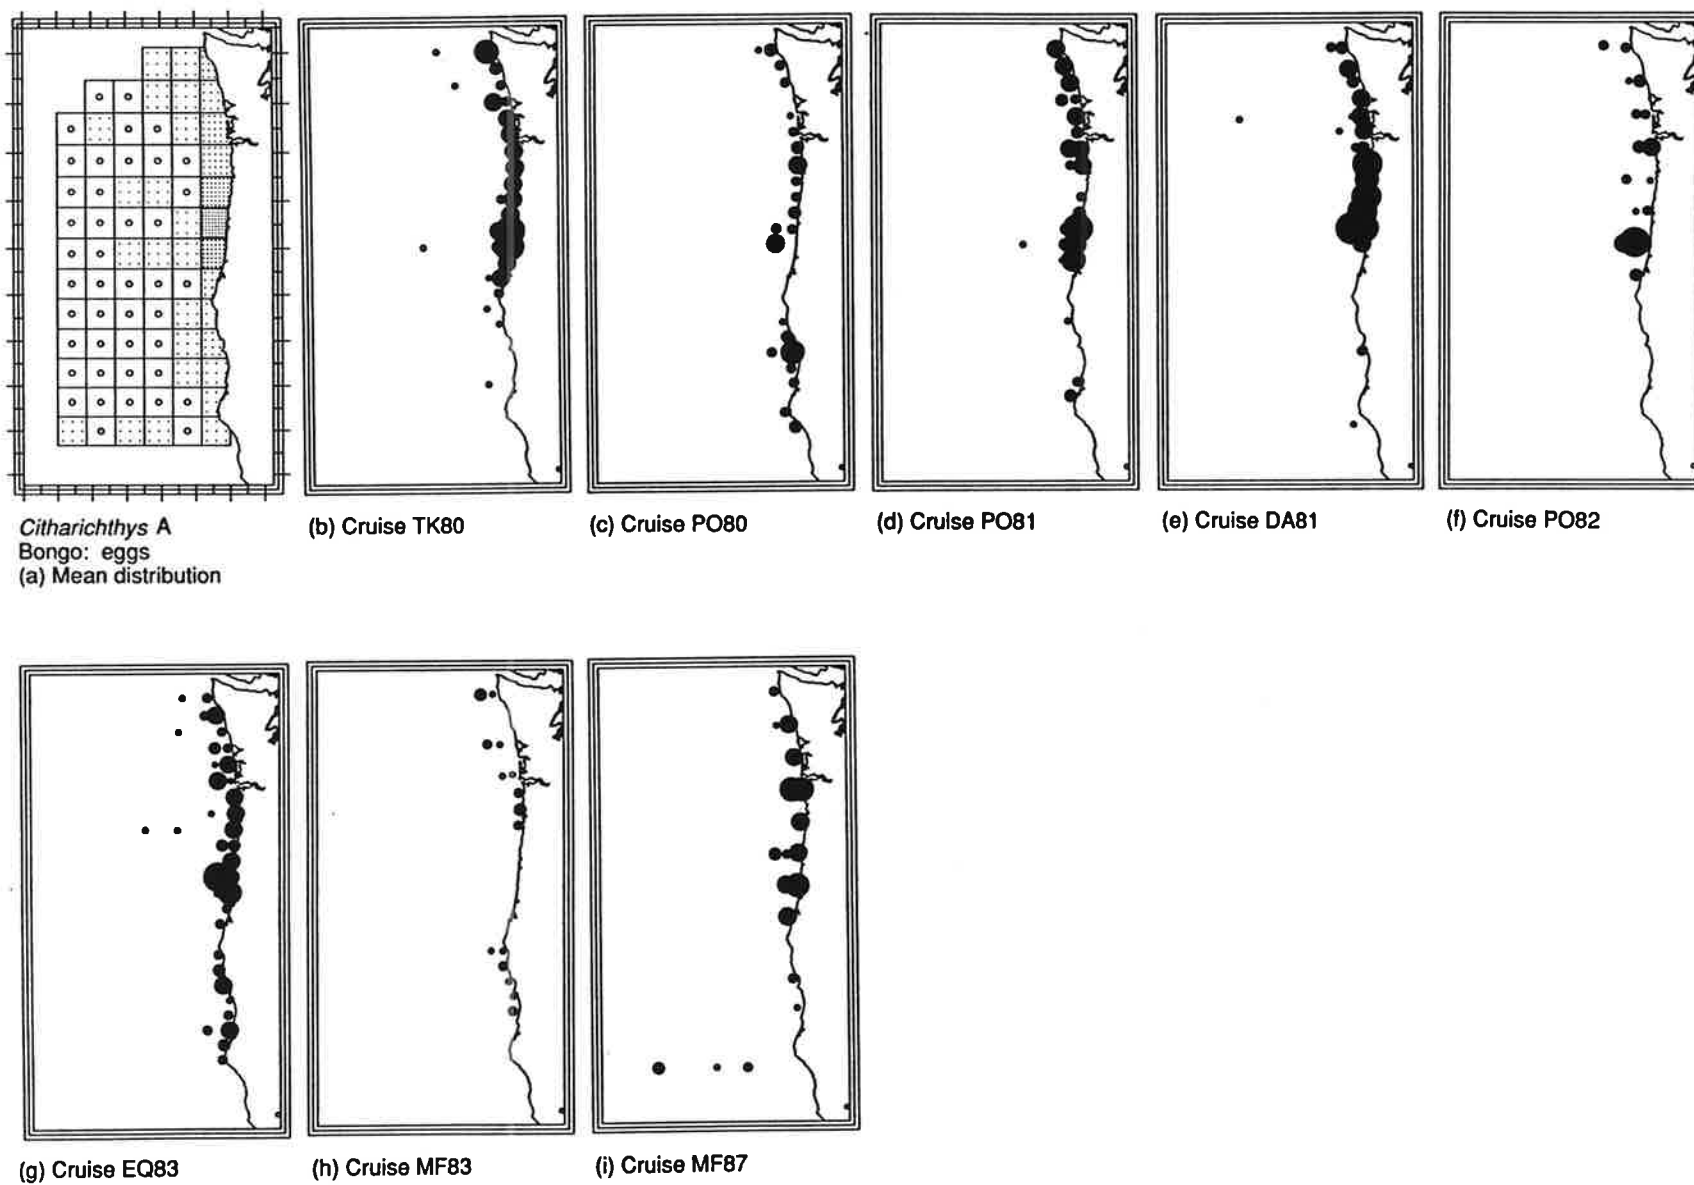 Citharichthys A
Bongo: eggs
(a) Mean distribution
(b) Cruise TK80
(c) Cruise PO80
(d) Cruise PO81
(e) Cruise DA81
(f) Cruise PO82
(g) Cruise EQ83
(h) Cruise MF83
(i) Cruise MF87